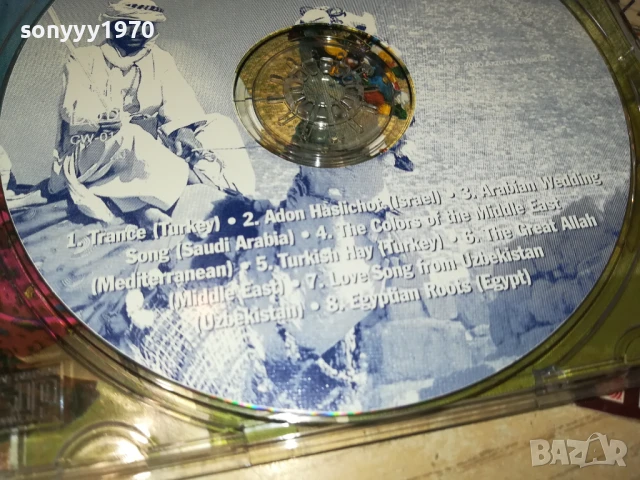 sonyyy1970
1. Trance (Turkey) • 2. Adon Haslichot (Israel) • 3. Arabian Wedding
Song (Saudi Arabia) • 4. The Colors of the Middle East
(Mediterranean) • 5. Turkish Hay (Turkey) • 6. The Great Allah
(Middle East) • 7. Love Song from Uzbekistan
(Uzbekistan) • 8. Egyptian Roots (Egypt)
BAZAR
bg